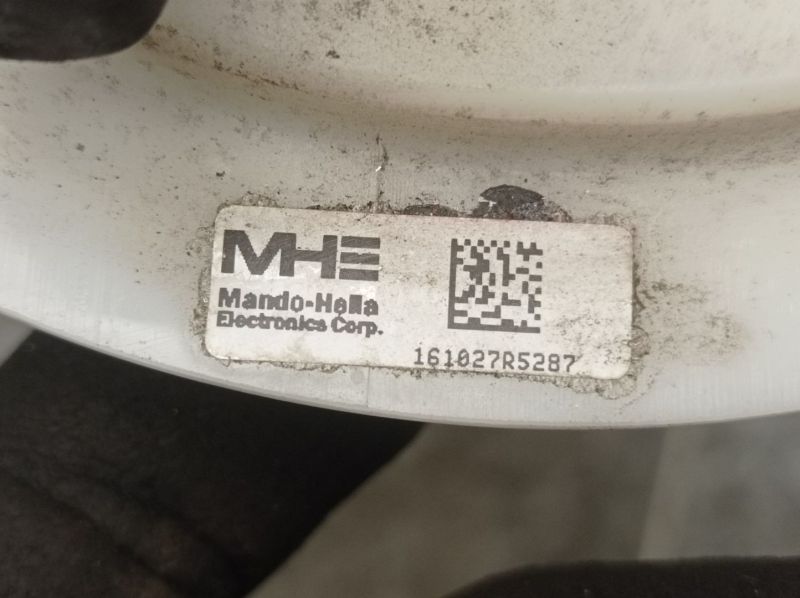 MHE
Mando-Hella
Electronics Corp.
161027R5287